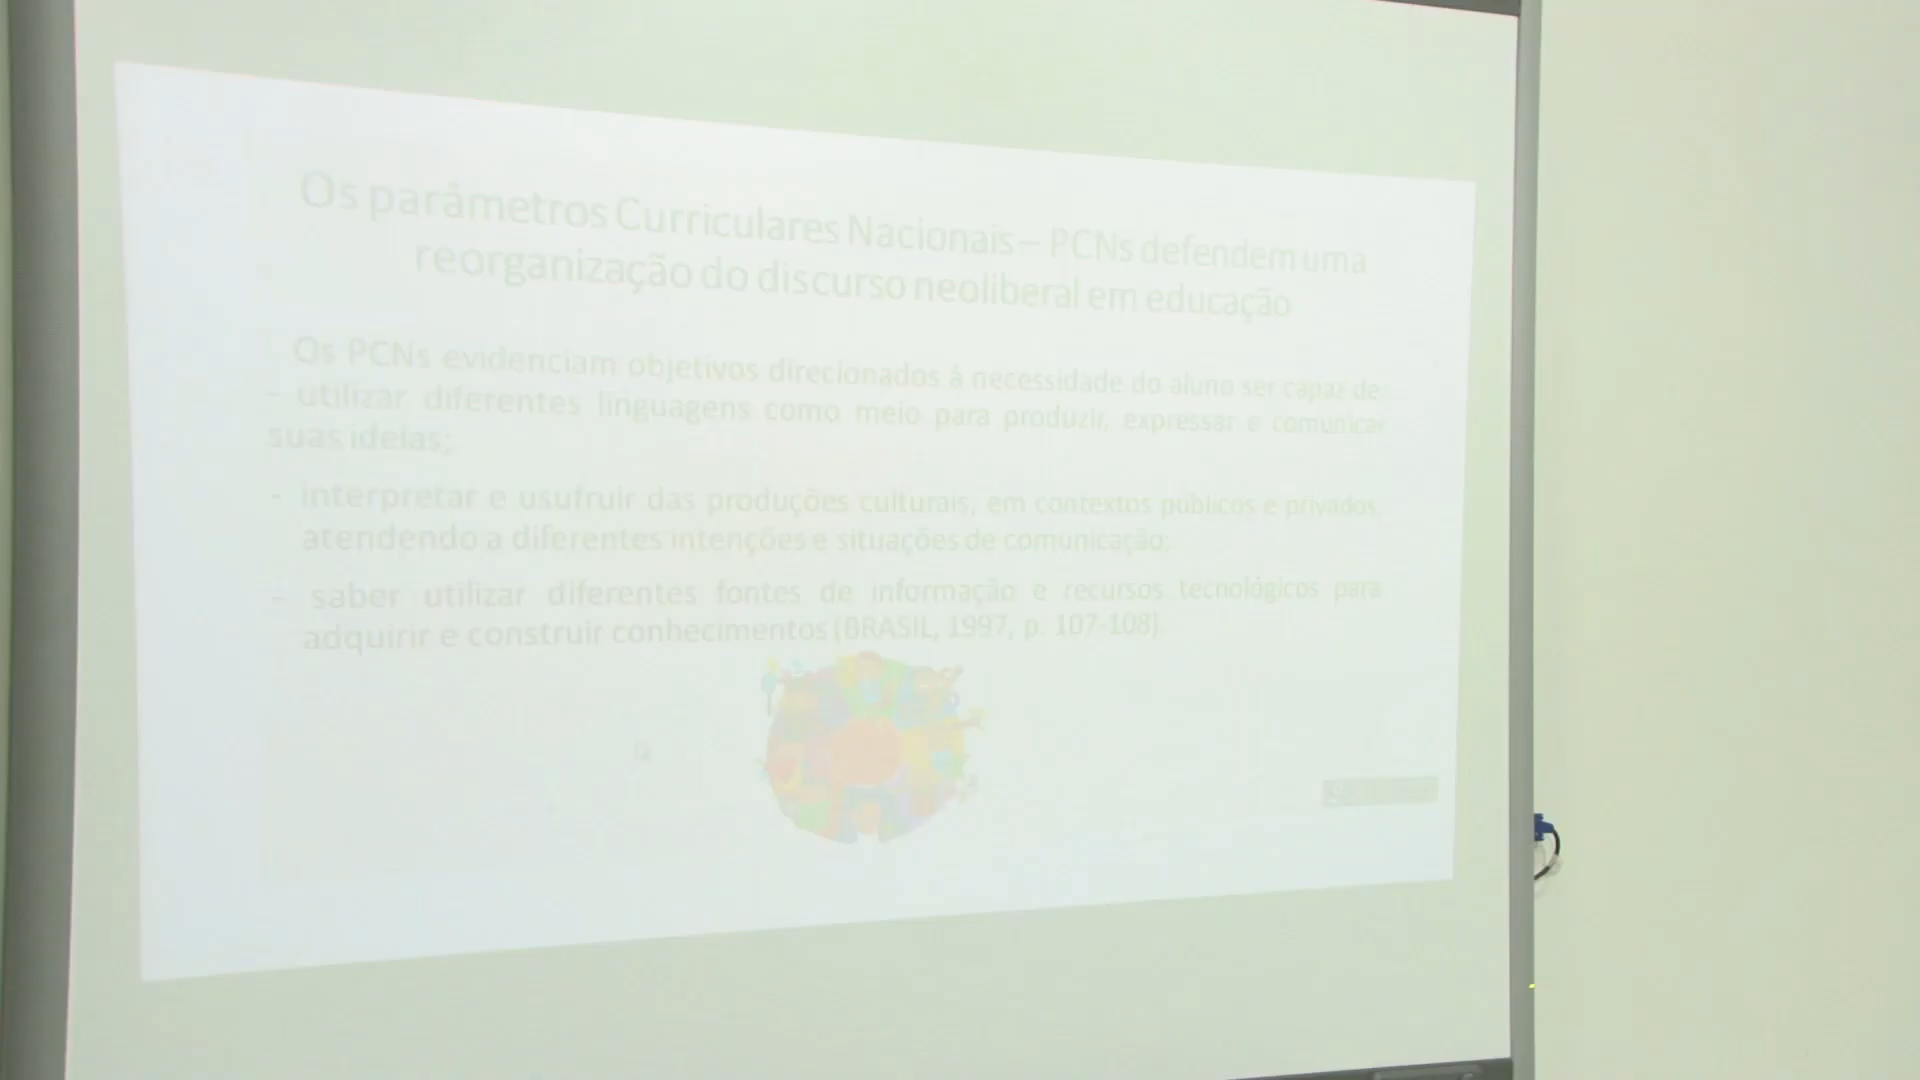 Os parâmetros Curriculares Nacionais – PCNs defendem uma
reorganização do discurso neoliberal em educação
Os PCNs evidenciam objetivos direcionados à necessidade do aluno ser capaz de:
- utilizar diferentes linguagens como meio para produzir, expressar e comunicar
suas ideias;
- interpretar e usufruir das produções culturais, em contextos públicos e privados,
atendendo a diferentes intenções e situações de comunicação;
- saber utilizar diferentes fontes de informação e recursos tecnológicos para
adquirir e construir conhecimentos (BRASIL, 1997, p. 107-108)